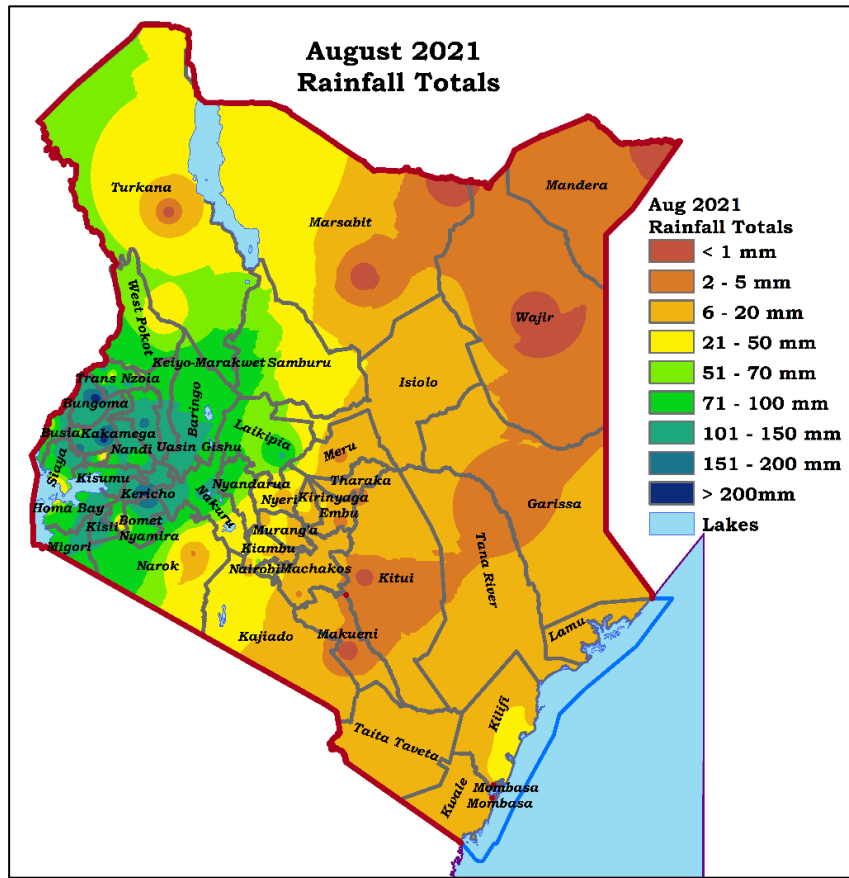 August 2021
Rainfall Totals
Mandera
Turkana
Marsabit
Aug 2021
Rainfall Totals
< 1 mm
2 - 5 mm
6 - 20 mm
21 - 50 mm
51 - 70 mm
71 - 100 mm
101 - 150 mm
151 - 200 mm
> 200mm
Lakes
West Pokot
Wajir
Keiyo-Marakwet
Samburu
Trans Nzoia
Isiolo
Bungoma
Baringo
Busia
Kakamega
Laikipia
Nandi
Uasin Gishu
Meru
Siaya
Kisumu
Nyandarua
Tharaka
Kericho
Nyeri
Kirinyaga
Garissa
Homa Bay
Nakuru
Embu
Kisii
Bomet
Murang'a
Nyamira
Migori
Kiambu
Tana River
Narok
Nairobi
Machakos
Kitui
Lamu
Kajiado
Makueni
Kilifi
Taita Taveta
Kwale
Mombasa
Mombasa